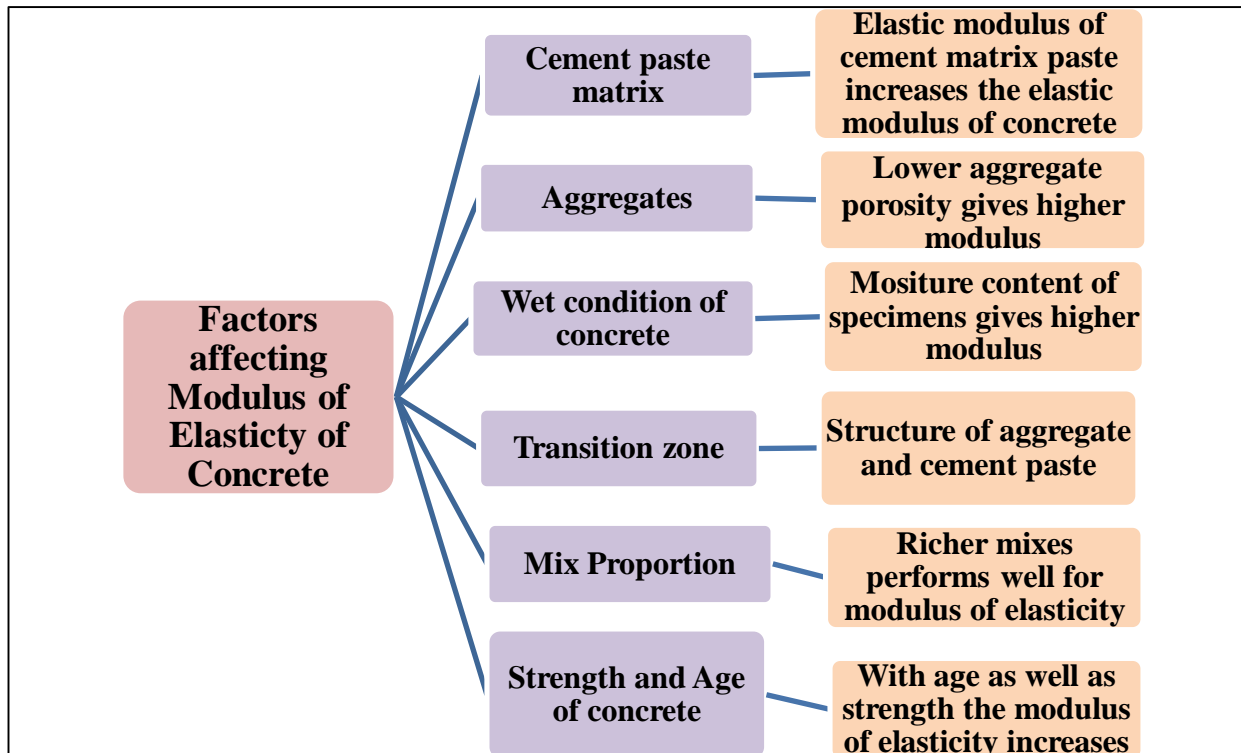 Factors
affecting
Modulus of
Elasticty of
Concrete
Cement paste
matrix
Elastic modulus of
cement matrix paste
increases the elastic
modulus of concrete
Aggregates
Lower aggregate
porosity gives higher
modulus
Wet condition of
concrete
Mositure content of
specimens gives higher
modulus
Transition zone
Structure of aggregate
and cement paste
Mix Proportion
Richer mixes
performs well for
modulus of elasticity
Strength and Age
of concrete
With age as well as
strength the modulus
of elasticity increases